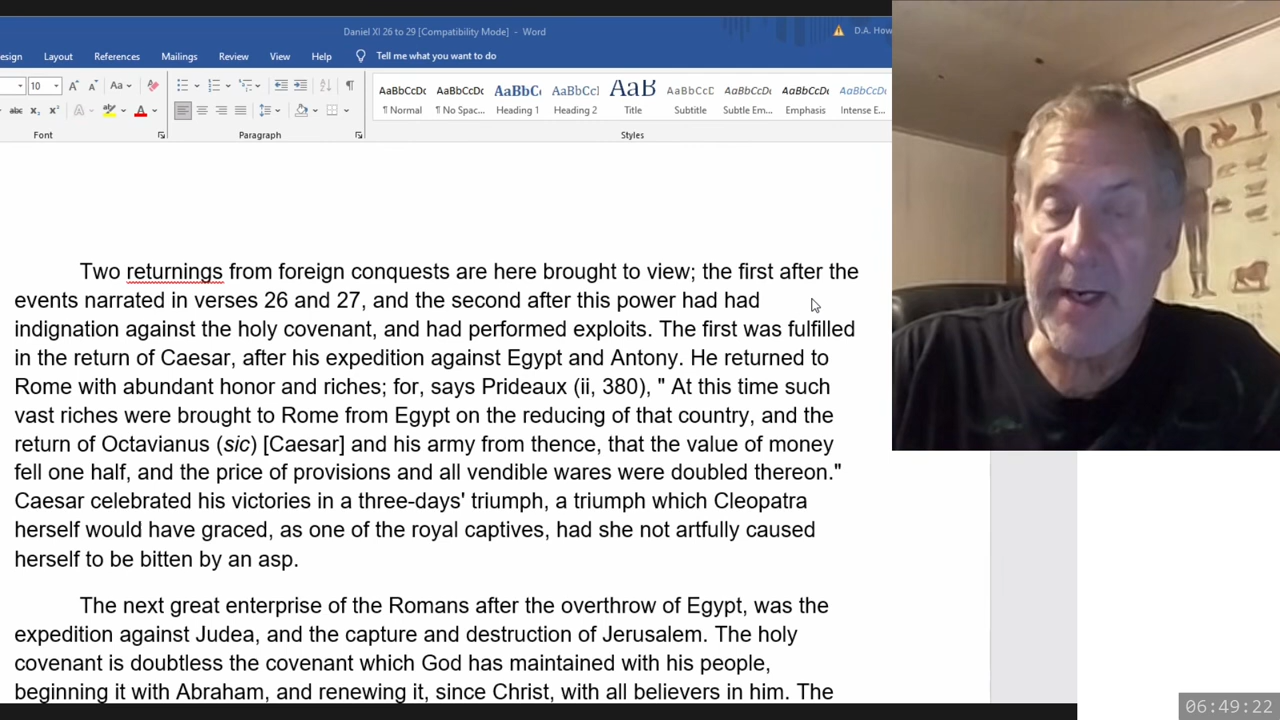 Daniel XI 26 to 29 [Compatibility Mode] - Word
D.A. How
esign Layout References Mailings Review View Help Tell me what you want to do
10 Aa
AaBbCcDc AaBbCcDc AaBbCc AaBbCcI AaB AaBbCcD AaBbCcDc AaBbCcDc AaBbCcDc
¶ Normal ¶ No Spac... Heading 1 Heading 2 Title Subtitle Subtle Em... Emphasis Intense E...
Font Paragraph Styles
Two returnings from foreign conquests are here brought to view; the first after the
events narrated in verses 26 and 27, and the second after this power had had
indignation against the holy covenant, and had performed exploits. The first was fulfilled
in the return of Caesar, after his expedition against Egypt and Antony. He returned to
Rome with abundant honor and riches; for, says Prideaux (ii, 380), " At this time such
vast riches were brought to Rome from Egypt on the reducing of that country, and the
return of Octavianus (sic) [Caesar] and his army from thence, that the value of money
fell one half, and the price of provisions and all vendible wares were doubled thereon."
Caesar celebrated his victories in a three-days' triumph, a triumph which Cleopatra
herself would have graced, as one of the royal captives, had she not artfully caused
herself to be bitten by an asp.
The next great enterprise of the Romans after the overthrow of Egypt, was the
expedition against Judea, and the capture and destruction of Jerusalem. The holy
covenant is doubtless the covenant which God has maintained with his people,
beginning it with Abraham, and renewing it, since Christ, with all believers in him. The
06:49:22